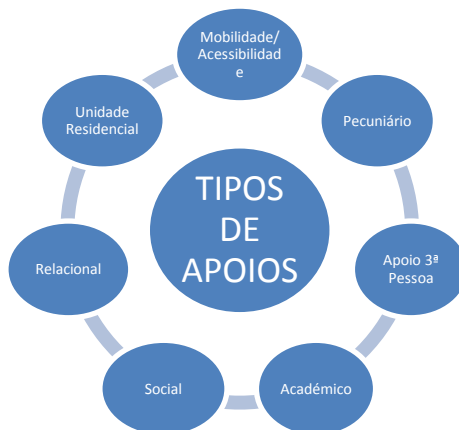 Mobilidade/
Acessibilidad
e
Unidade
Residencial
Pecuniário
TIPOS
DE
APOIOS
Relacional
Apoio 3ª
Pessoa
Social
Académico